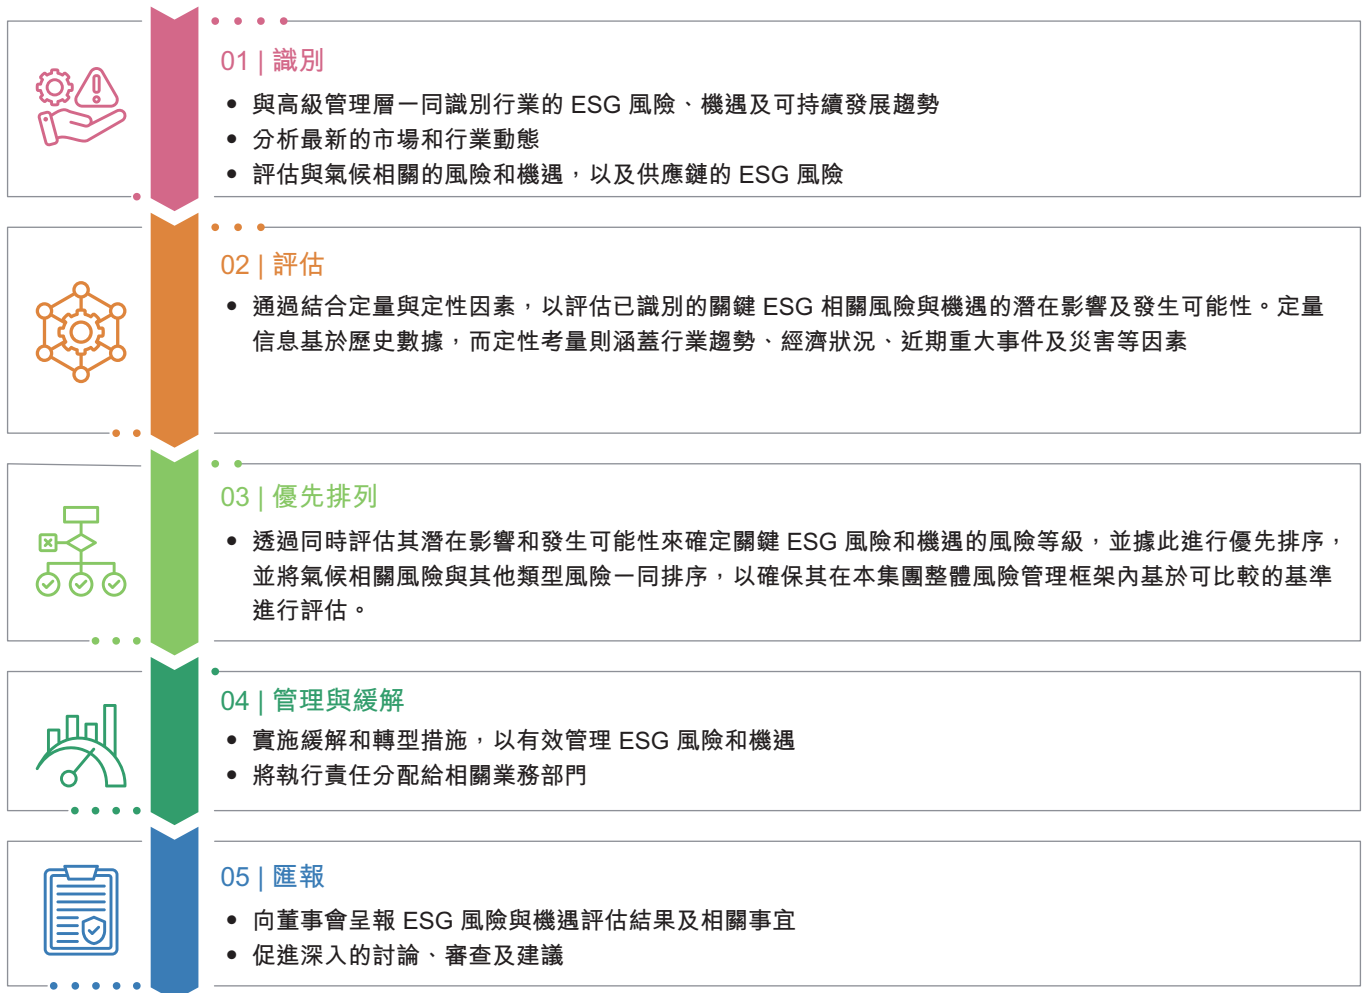 01 | 識別
• 與高級管理層一同識別行業的 ESG 風險、機遇及可持續發展趨勢
• 分析最新的市場和行業動態
• 評估與氣候相關的風險和機遇，以及供應鏈的 ESG 風險
02 | 評估
• 通過結合定量與定性因素，以評估已識別的關鍵 ESG 相關風險與機遇的潛在影響及發生可能性。定量
信息基於歷史數據，而定性考量則涵蓋行業趨勢、經濟狀況、近期重大事件及災害等因素
03 | 優先排列
• 透過同時評估其潛在影響和發生可能性來確定關鍵 ESG 風險和機遇的風險等級，並據此進行優先排序，
並將氣候相關風險與其他類型風險一同排序，以確保其在本集團整體風險管理框架內基於可比較的基準
進行評估。
04 | 管理與緩解
• 實施緩解和轉型措施，以有效管理 ESG 風險和機遇
• 將執行責任分配給相關業務部門
05 | 匯報
• 向董事會呈報 ESG 風險與機遇評估結果及相關事宜
• 促進深入的討論、審查及建議